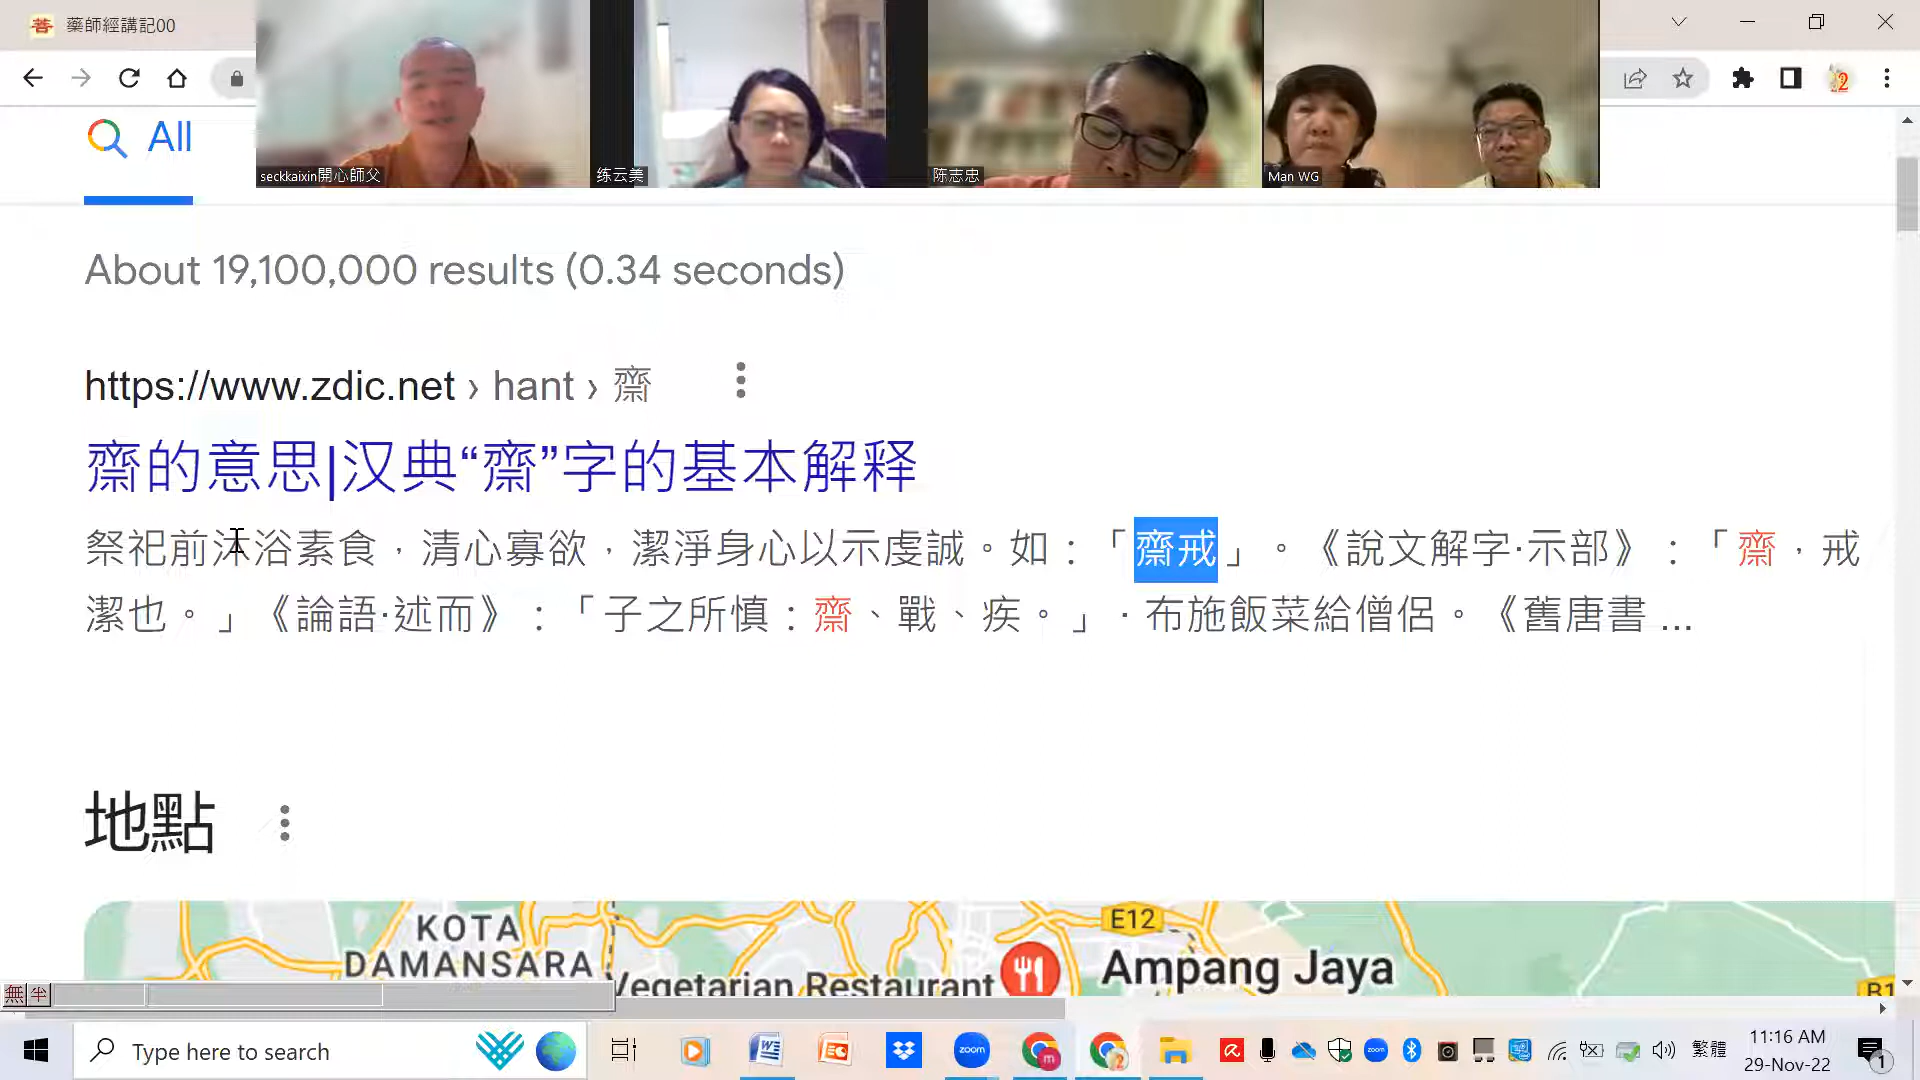 藥師經講記00
seckkaixin開心師父
练云美
陈志忠
Man WG
All
About 19,100,000 results (0.34 seconds)
https://www.zdic.net › hant › 齋
齋的意思|汉典“齋”字的基本解释
祭祀前沐浴素食，清心寡欲，潔淨身心以示虔誠。如：「齋戒」。《說文解字·示部》：「齋，戒
潔也。」《論語·述而》：「子之所慎：齋、戰、疾。」 · 布施飯菜給僧侶。《舊唐書 ...
地點
KOTA
DAMANSARA
Vegetarian Restaurant
E12
Ampang Jaya
B1
無 半
Type here to search
zoom
繁體
11:16 AM
29-Nov-22
1